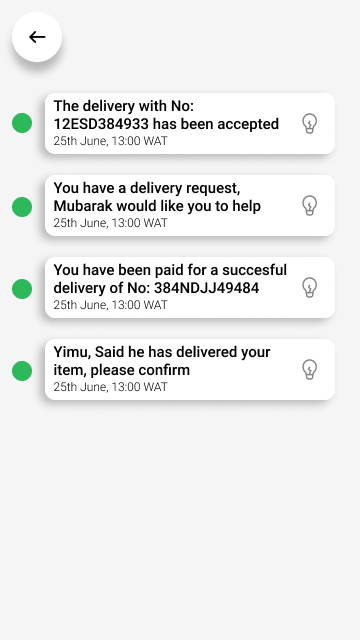 The delivery with No:
12ESD384933 has been accepted
25th June, 13:00 WAT
You have a delivery request,
Mubarak would like you to help
25th June, 13:00 WAT
You have been paid for a succesful
delivery of No: 384NDJJ49484
25th June, 13:00 WAT
Yimu, Said he has delivered your
item, please confirm
25th June, 13:00 WAT